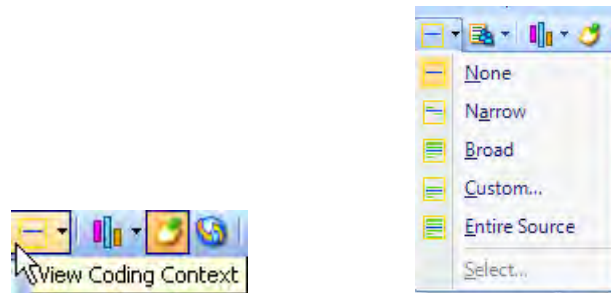 None
Narrow
Broad
Custom...
Entire Source
Select...
View Coding Context